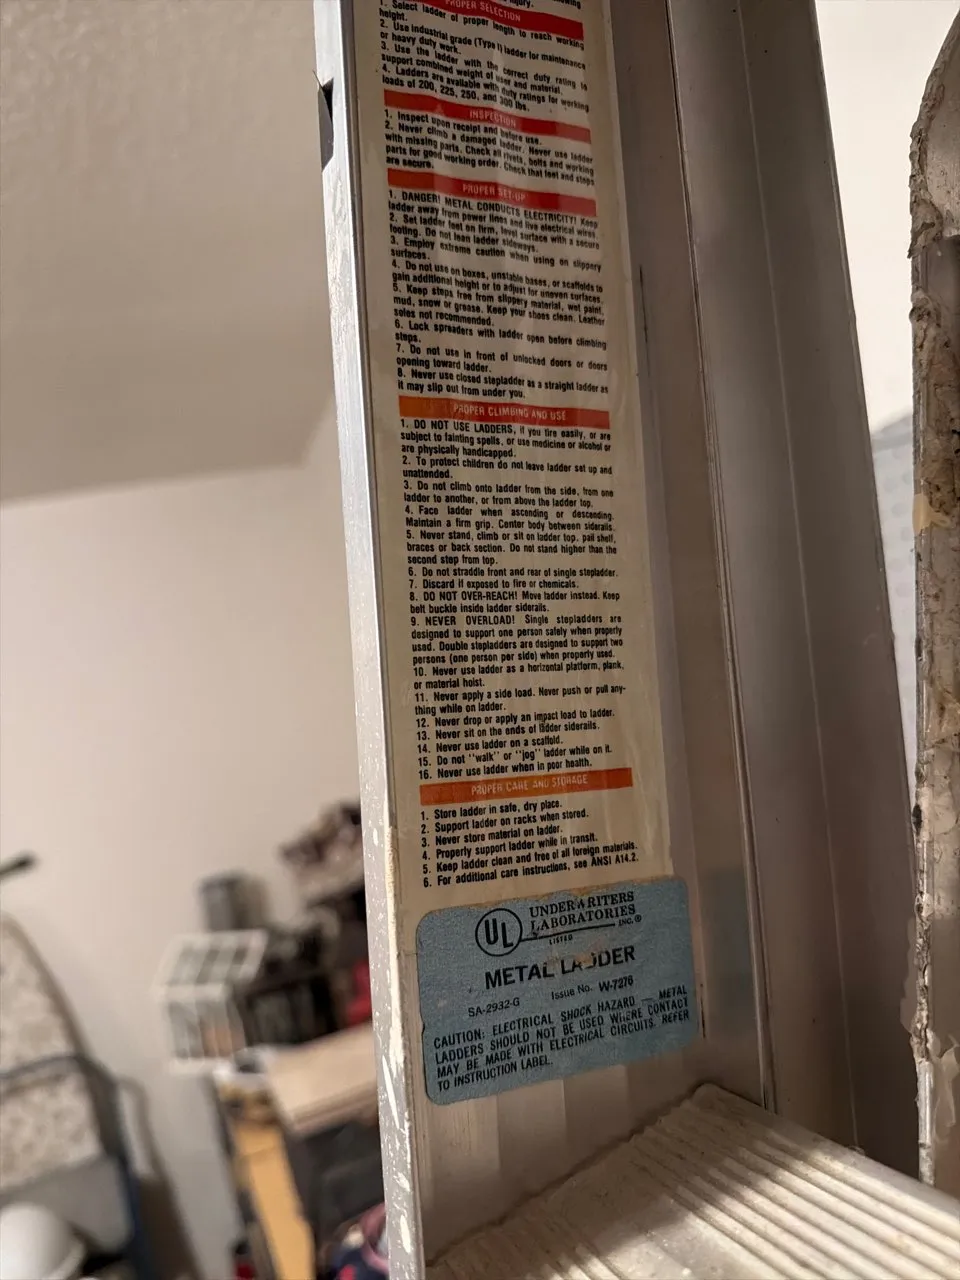 injury.
PROPER SELECTION
1. Select ladder of proper length to reach working
height.
2. Use industrial grade (Type I) ladder for maintenance
or heavy duty work.
3. Use the ladder with the correct duty rating to
support combined weight of user and material.
4. Ladders are available with duty ratings for working
loads of 200, 225, 250, and 300 lbs.
INSPECTION
1. Inspect upon receipt and before use.
2. Never climb a damaged ladder. Never use ladder
with missing parts. Check all rivets, bolts and working
parts for good working order. Check that feet and steps
are secure.
PROPER SET-UP
1. DANGER! METAL CONDUCTS ELECTRICITY! Keep
ladder away from power lines and live electrical wires.
2. Set ladder feet on firm, level surface with a secure
footing. Do not lean ladder sideways.
3. Employ extreme caution when using on slippery
surfaces.
4. Do not use on boxes, unstable bases, or scaffolds to
gain additional height or to adjust for uneven surfaces.
5. Keep steps free from slippery material, wet paint,
mud, snow or grease. Keep your shoes clean. Leather
soles not recommended.
6. Lock spreaders with ladder open before climbing
steps.
7. Do not use in front of unlocked doors or doors
opening toward ladder.
8. Never use closed stepladder as a straight ladder as
it may slip out from under you.
PROPER CLIMBING AND USE
1. DO NOT USE LADDERS, if you tire easily, or are
subject to fainting spells, or use medicine or alcohol or
are physically handicapped.
2. To protect children do not leave ladder set up and
unattended.
3. Do not climb onto ladder from the side, from one
ladder to another, or from above the ladder top.
4. Face ladder when ascending or descending.
Maintain a firm grip. Center body between siderails.
5. Never stand, climb or sit on ladder top, pail shelf,
braces or back section. Do not stand higher than the
second step from top.
6. Do not straddle front and rear of single stepladder.
7. Discard if exposed to fire or chemicals.
8. DO NOT OVER-REACH! Move ladder instead. Keep
belt buckle inside ladder siderails.
9. NEVER OVERLOAD! Single stepladders are
designed to support one person safely when properly
used. Double stepladders are designed to support two
persons (one person per side) when properly used.
10. Never use ladder as a horizontal platform, plank,
or material hoist.
11. Never apply a side load. Never push or pull any-
thing while on ladder.
12. Never drop or apply an impact load to ladder.
13. Never sit on the ends of ladder siderails.
14. Never use ladder on a scaffold.
15. Do not "walk" or "jog" ladder while on it.
16. Never use ladder when in poor health.
PROPER CARE AND STORAGE
1. Store ladder in safe, dry place.
2. Support ladder on racks when stored.
3. Never store material on ladder.
4. Properly support ladder while in transit.
5. Keep ladder clean and free of all foreign materials.
6. For additional care instructions, see ANSI A14.2.
UL
UNDERWRITERS
LABORATORIES
INC.®
LISTED
METAL LADDER
SA-2932-G Issue No. W-7276
CAUTION: ELECTRICAL SHOCK HAZARD — METAL
LADDERS SHOULD NOT BE USED WHERE CONTACT
MAY BE MADE WITH ELECTRICAL CIRCUITS. REFER
TO INSTRUCTION LABEL.